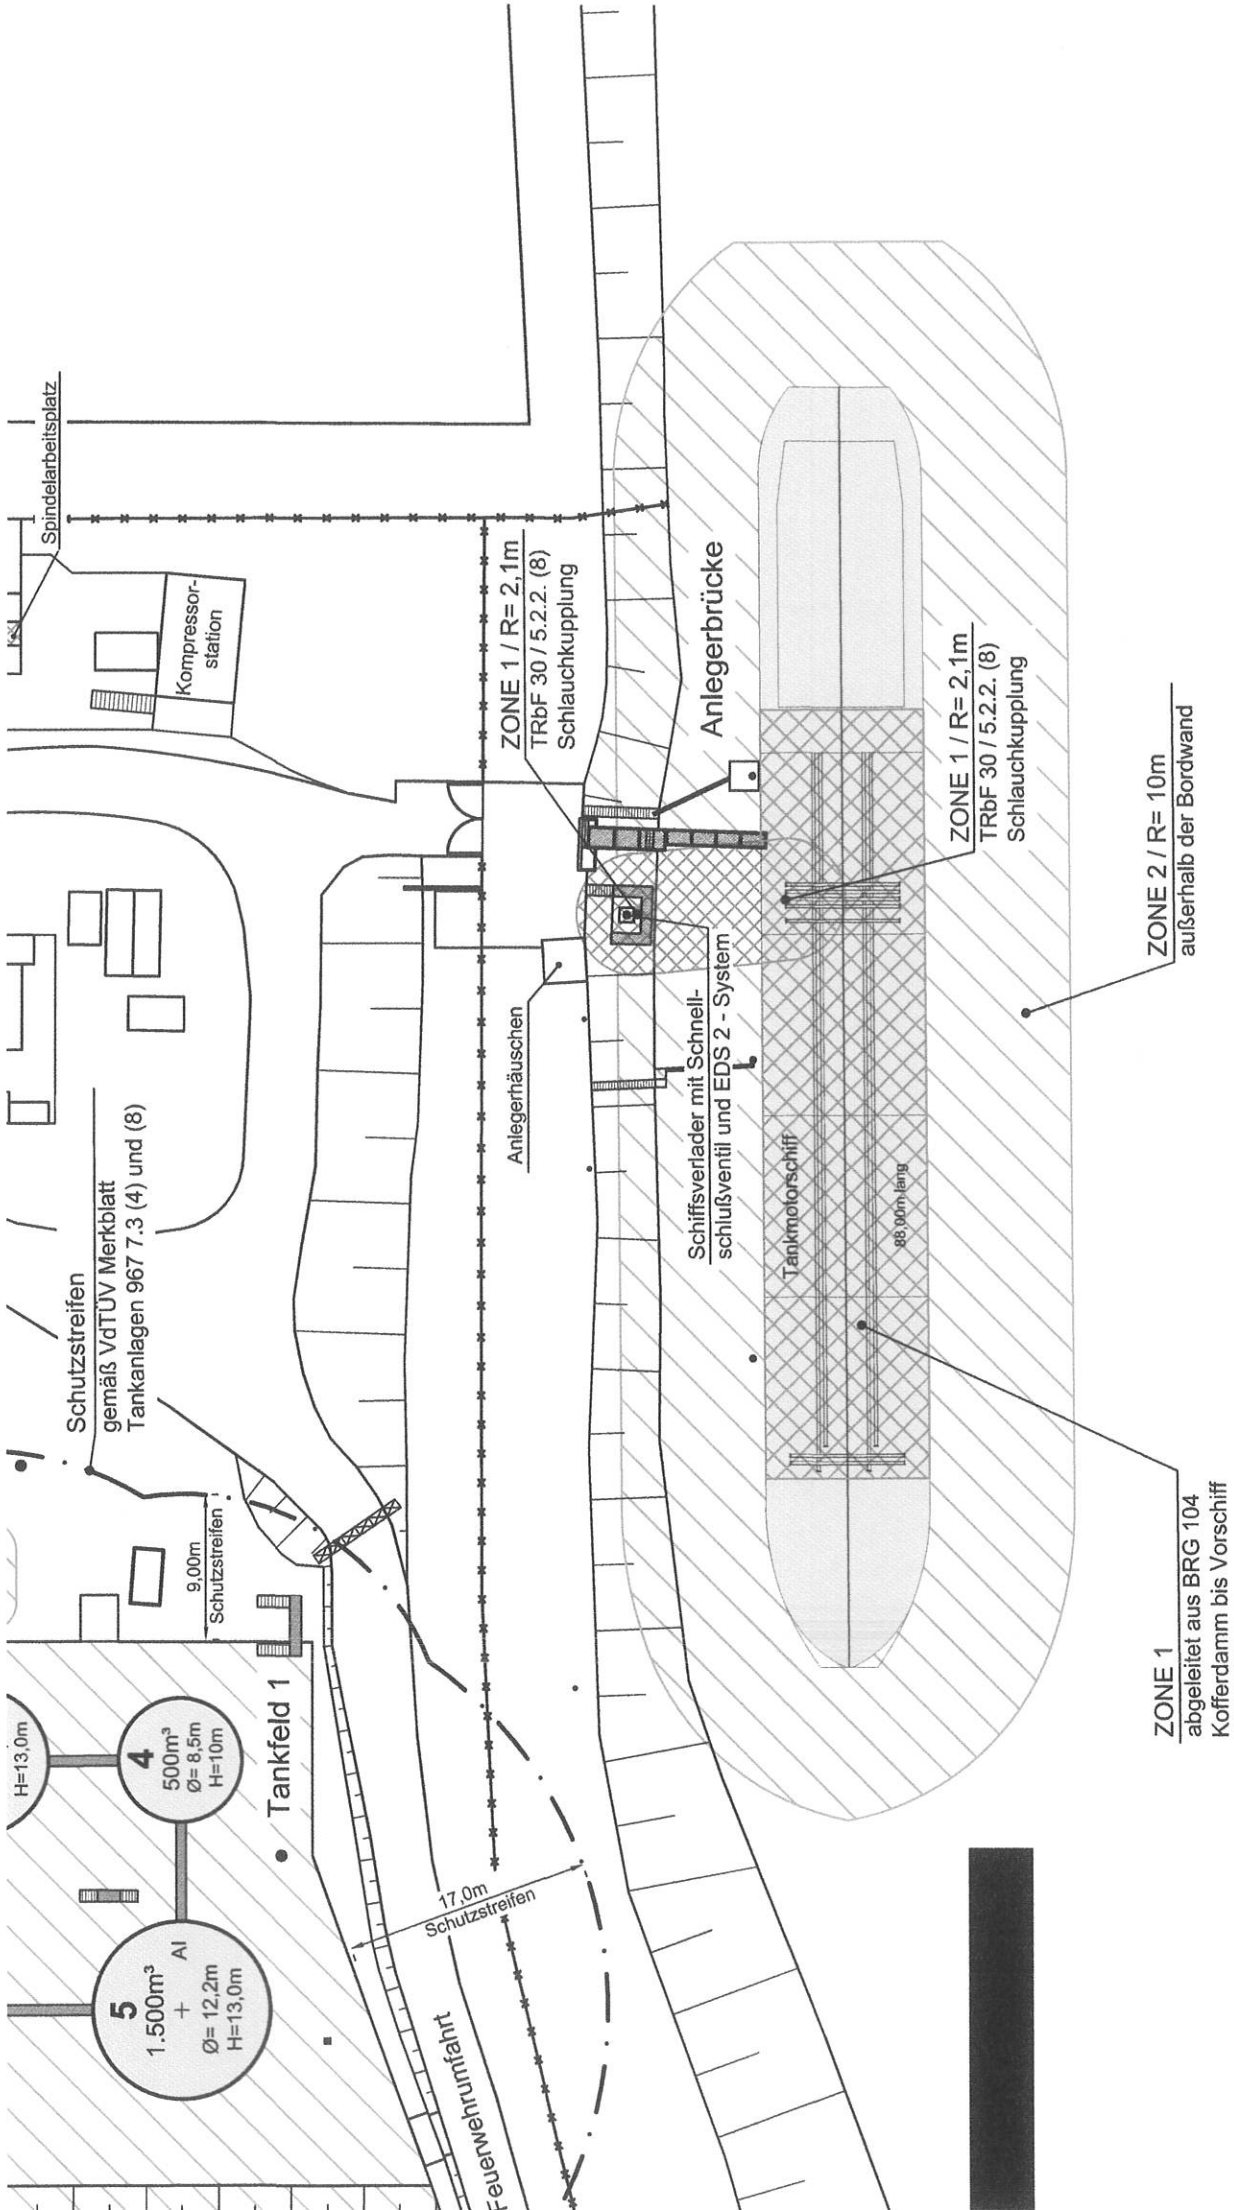 Spindelarbeitsplatz
Kompressor-
station
ZONE 1 / R= 2,1m
TRbF 30 / 5.2.2. (8)
Schlauchkupplung
Anlegerbrücke
ZONE 1 / R= 2,1m
TRbF 30 / 5.2.2. (8)
Schlauchkupplung
ZONE 2 / R= 10m
außerhalb der Bordwand
Anlegerhäuschen
Schiffsverlader mit Schnell-
schlußventil und EDS 2 - System
Tankmotorschiff
88,00m lang
Schutzstreifen
gemäß VdTÜV Merkblatt
Tankanlagen 967 7.3 (4) und (8)
9,00m
Schutzstreifen
ZONE 1
abgeleitet aus BRG 104
Kofferdamm bis Vorschiff
H=13,0m
4
500m³
Ø= 8,5m
H=10m
Tankfeld 1
5
1.500m³
+
AI
Ø= 12,2m
H=13,0m
17,0m
Schutzstreifen
Feuerwehrumfahrt